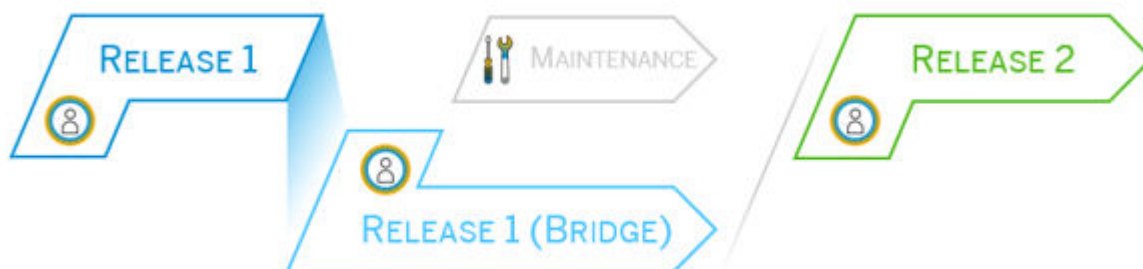 RELEASE 1
MAINTENANCE
RELEASE 2
RELEASE 1 (BRIDGE)